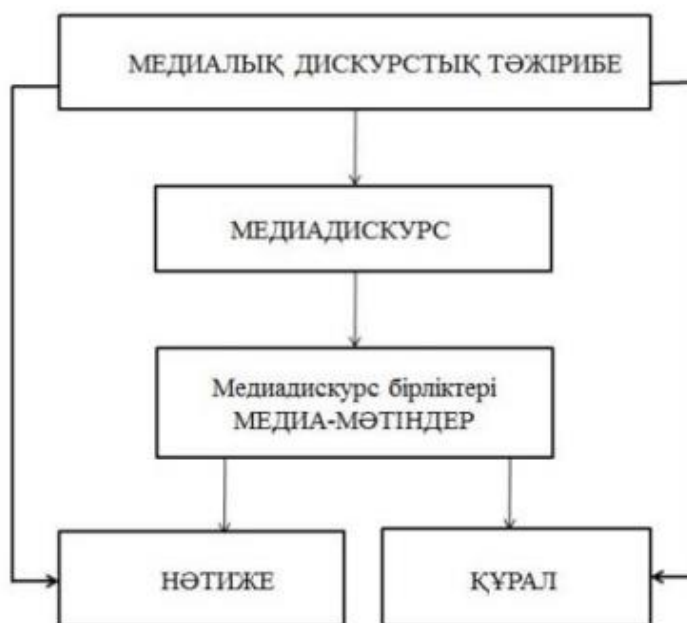 МЕДИАЛЫҚ ДИСКУРСТЫҚ ТӘЖІРИБЕ
МЕДИАДИСКУРС
Медиадискурс бірліктері
МЕДИА-МӘТІНДЕР
НӘТИЖЕ
ҚҰРАЛ